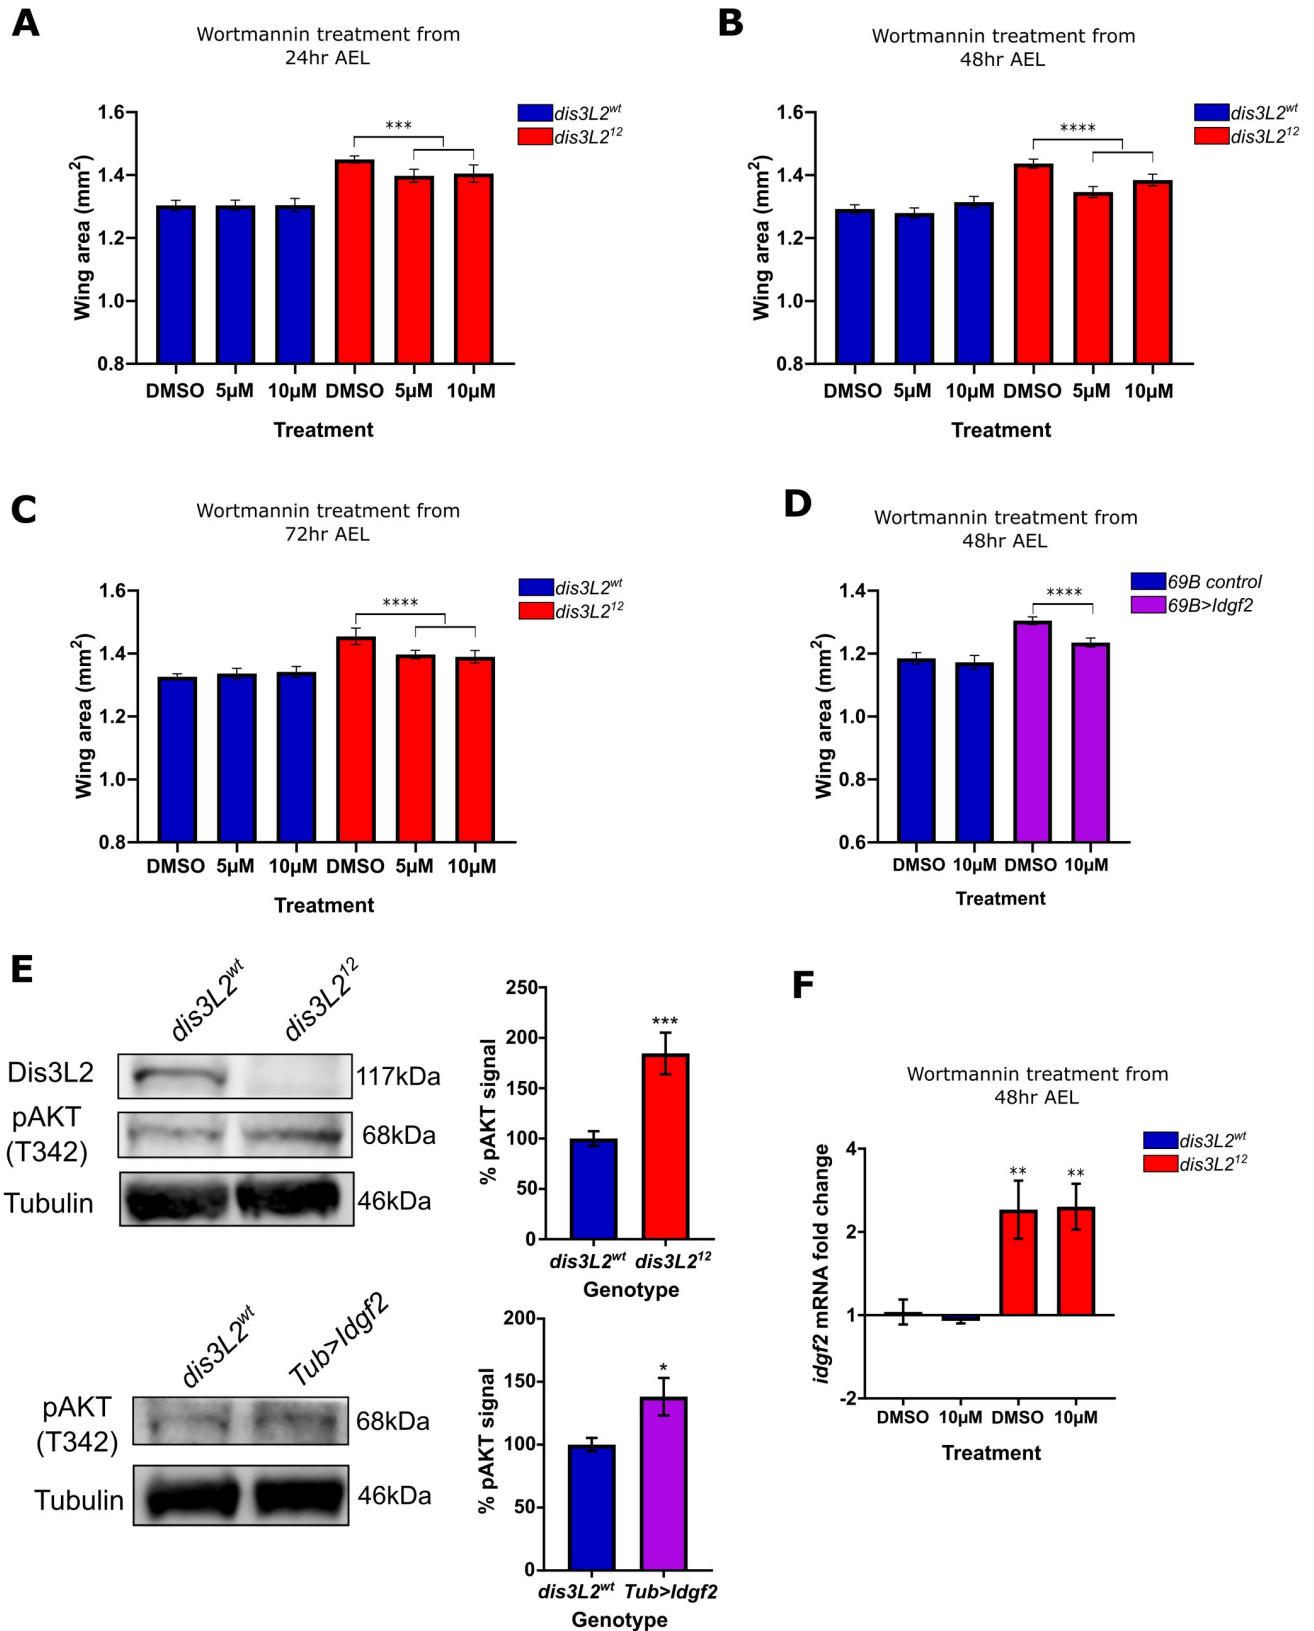 A
Wortmannin treatment from
24hr AEL
dis3L2wt
dis3L212
***
Wing area (mm2)
1.6
1.4
1.2
1.0
0.8
DMSO 5µM 10µM DMSO 5µM 10µM
Treatment
B
Wortmannin treatment from
48hr AEL
dis3L2wt
dis3L212
****
Wing area (mm2)
1.6
1.4
1.2
1.0
0.8
DMSO 5µM 10µM DMSO 5µM 10µM
Treatment
C
Wortmannin treatment from
72hr AEL
dis3L2wt
dis3L212
****
Wing area (mm2)
1.6
1.4
1.2
1.0
0.8
DMSO 5µM 10µM DMSO 5µM 10µM
Treatment
D
Wortmannin treatment from
48hr AEL
69B control
69B>Idgf2
****
Wing area (mm2)
1.4
1.2
1.0
0.8
0.6
DMSO 10µM DMSO 10µM
Treatment
E
dis3L2wt dis3L212
Dis3L2 117kDa
pAKT
(T342)
68kDa
Tubulin 46kDa
% pAKT signal
250
200
150
100
50
0
***
dis3L2wt dis3L212
Genotype
dis3L2wt Tub>Idgf2
pAKT
(T342)
68kDa
Tubulin 46kDa
% pAKT signal
200
150
100
50
0
*
dis3L2wt Tub>Idgf2
Genotype
F
Wortmannin treatment from
48hr AEL
dis3L2wt
dis3L212
idgf2 mRNA fold change
4
2
1
-2
** **
DMSO 10µM DMSO 10µM
Treatment